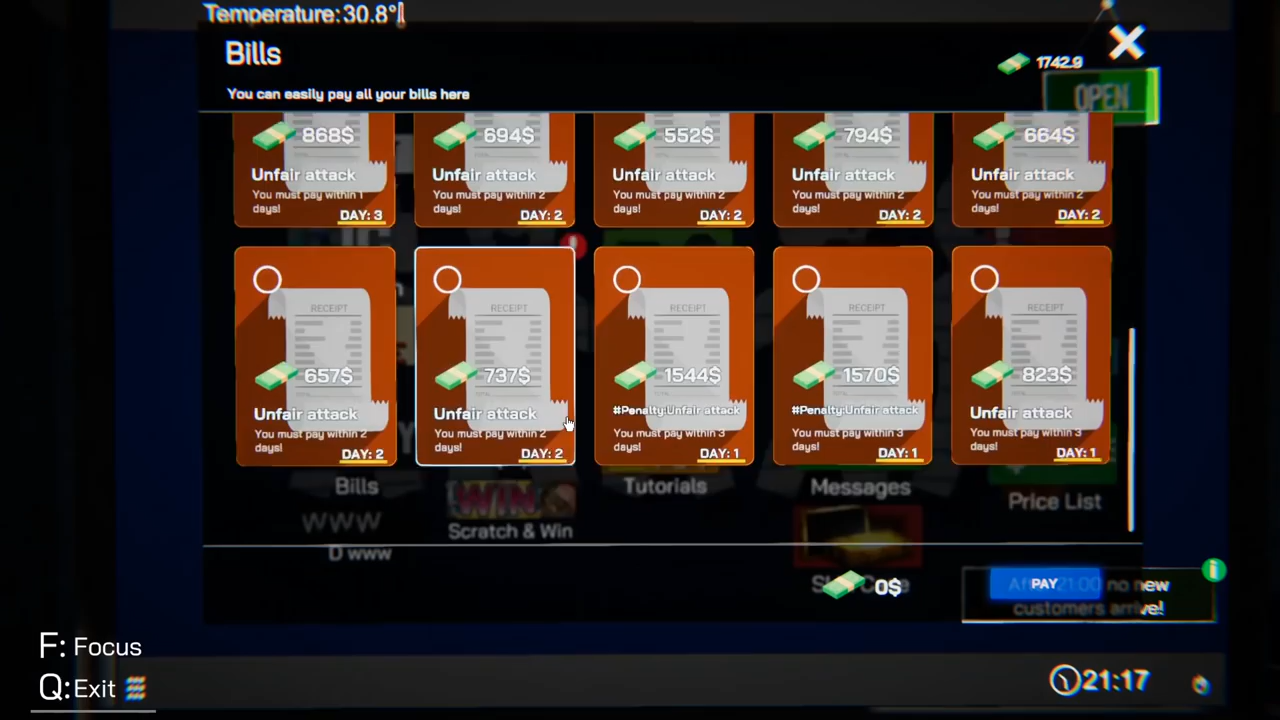 Temperature:30.8°
Bills
1742.9
You can easily pay all your bills here
OPEN
868$
694$
552$
794$
664$
Unfair attack
Unfair attack
Unfair attack
Unfair attack
Unfair attack
You must pay within 1
days!
You must pay within 2
days!
You must pay within 2
days!
You must pay within 2
days!
You must pay within 2
days!
DAY: 3
DAY: 2
DAY: 2
DAY: 2
DAY: 2
RECEIPT
RECEIPT
RECEIPT
RECEIPT
RECEIPT
657$
737$
1544$
1570$
823$
Unfair attack
Unfair attack
#Penalty:Unfair attack
#Penalty:Unfair attack
Unfair attack
You must pay within 2
days!
You must pay within 2
days!
You must pay within 3
days!
You must pay within 3
days!
You must pay within 3
days!
DAY: 2
DAY: 2
DAY: 1
DAY: 1
DAY: 1
Bills
Tutorials
Messages
Price List
WIN
WWW
Scratch & Win
D www
0$
PAY
no new
customers arrive!
F: Focus
Q: Exit
21:17